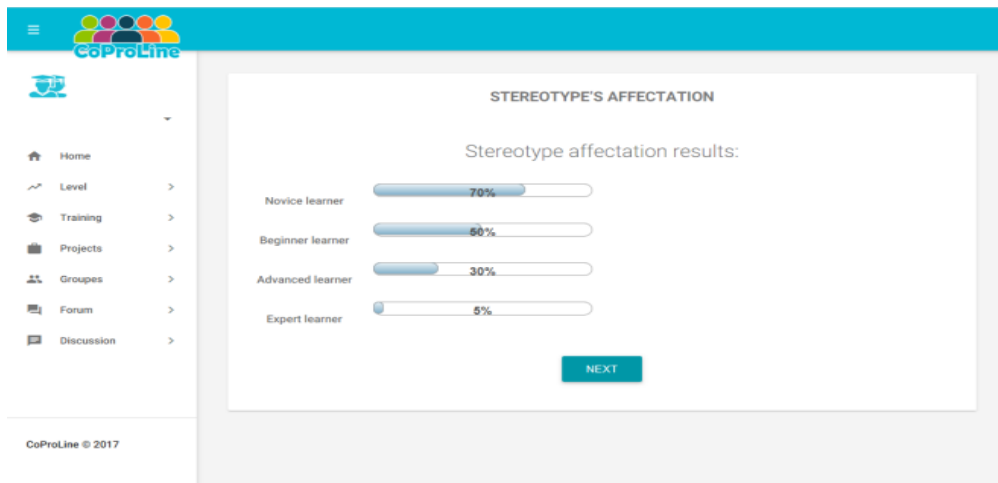 CoProLine
STEREOTYPE'S AFFECTATION
Stereotype affectation results:
Home
Level
Training
Projects
Groupes
Forum
Discussion
Novice learner
70%
Beginner learner
50%
Advanced learner
30%
Expert learner
5%
NEXT
CoProLine © 2017